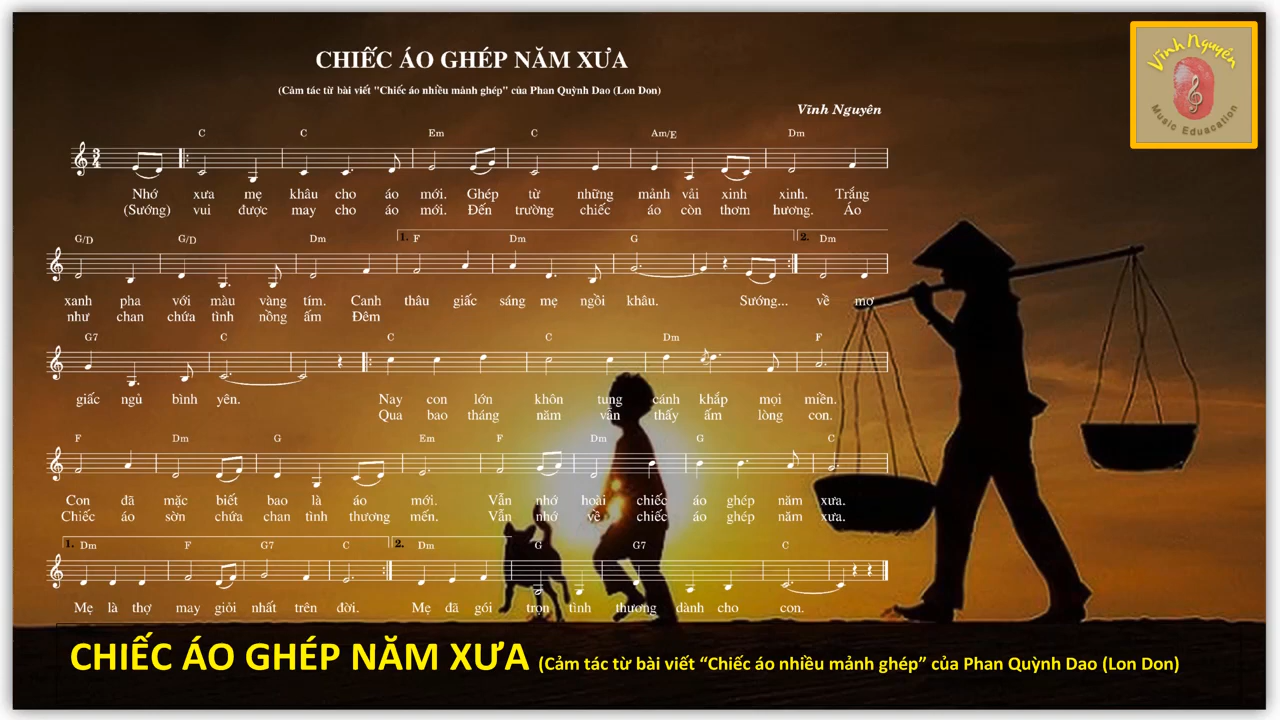 CHIẾC ÁO GHÉP NĂM XƯA
(Cảm tác từ bài viết "Chiếc áo nhiều mảnh ghép" của Phan Quỳnh Dao (Lon Don)
Vĩnh Nguyên
Vĩnh Nguyên
Music Eduacation
C C Em C Am/E Dm
3
4
Nhớ xưa mẹ khâu cho áo mới. Ghép từ những mảnh vải xinh xinh. Trắng
(Sướng) vui được may cho áo mới. Đến trường chiếc áo còn thơm hương. Áo
G/D G/D Dm 1. F Dm G 2. Dm
xanh pha với màu vàng tím. Canh thâu giấc sáng mẹ ngồi khâu. Sướng... về mơ
như chan chứa tình nồng ấm Đêm
G7 C C C Dm F
giấc ngủ bình yên. Nay con lớn khôn tung cánh khắp mọi miền.
Qua bao tháng năm vẫn thấy ấm lòng con.
F Dm G Em F Dm G C
Con đã mặc biết bao là áo mới. Vẫn nhớ hoài chiếc áo ghép năm xưa.
Chiếc áo sờn chứa chan tình thương mến. Vẫn nhớ về chiếc áo ghép năm xưa.
1. Dm F G7 C 2. Dm G G7 C
Mẹ là thợ may giỏi nhất trên đời. Mẹ đã gói trọn tình thương dành cho con.
CHIẾC ÁO GHÉP NĂM XƯA (Cảm tác từ bài viết “Chiếc áo nhiều mảnh ghép” của Phan Quỳnh Dao (Lon Don)